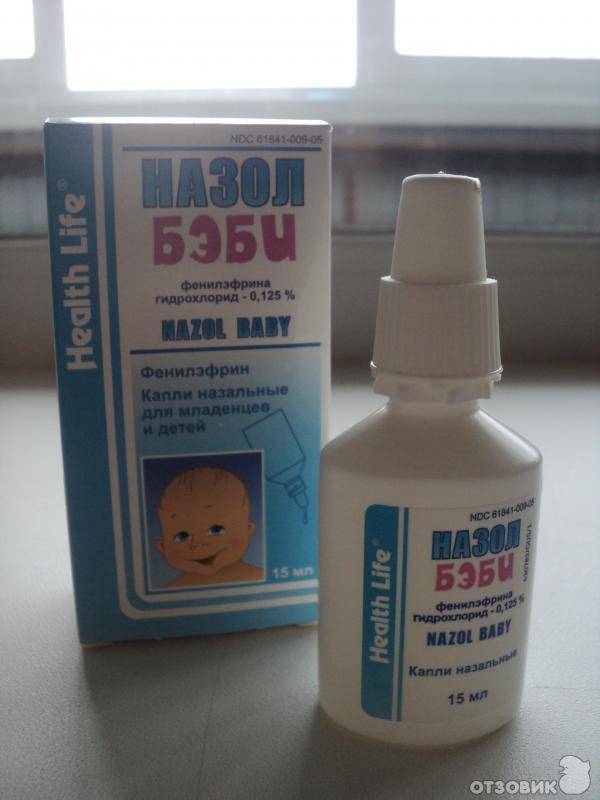 NDC 61841-009-05
Health Life®
НАЗОЛ
БЭБИ
фенилэфрина
гидрохлорид - 0,125 %
NAZOL BABY
Фенилэфрин
Капли назальные
для младенцев
и детей
15 мл
NDC 61841-009-05
Health Life®
НАЗОЛ
БЭБИ
фенилэфрина
гидрохлорид - 0,125 %
NAZOL BABY
Капли назальные
15 мл
ОТЗОВИК